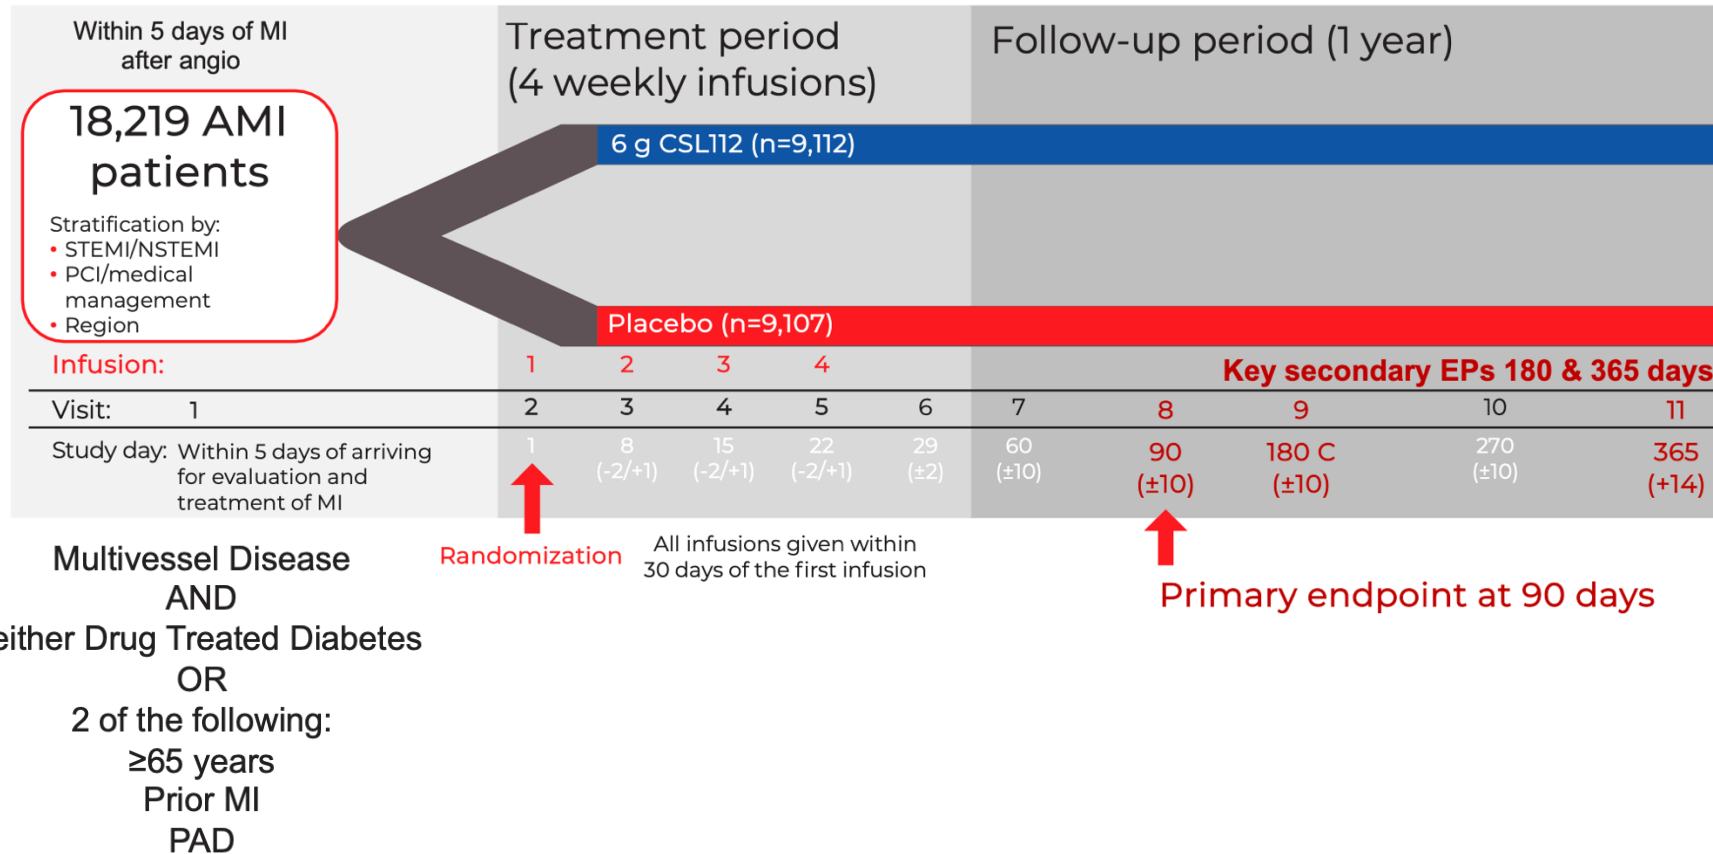 Within 5 days of MI
after angio
18,219 AMI
patients
Stratification by:
• STEMI/NSTEMI
• PCI/medical
management
• Region
Treatment period
(4 weekly infusions)
Follow-up period (1 year)
6 g CSL112 (n=9,112)
Placebo (n=9,107)
Infusion: 1 2 3 4
Key secondary EPs 180 & 365 days
Visit: 1 2 3 4 5 6 7 8 9 10 11
Study day: Within 5 days of arriving
for evaluation and
treatment of MI
1 8 15 22 29 60 90 180 C 270 365
(-2/+1) (-2/+1) (-2/+1) (±2) (±10) (±10) (±10) (±10) (+14)
Randomization
All infusions given within
30 days of the first infusion
Primary endpoint at 90 days
Multivessel Disease
AND
either Drug Treated Diabetes
OR
2 of the following:
≥65 years
Prior MI
PAD